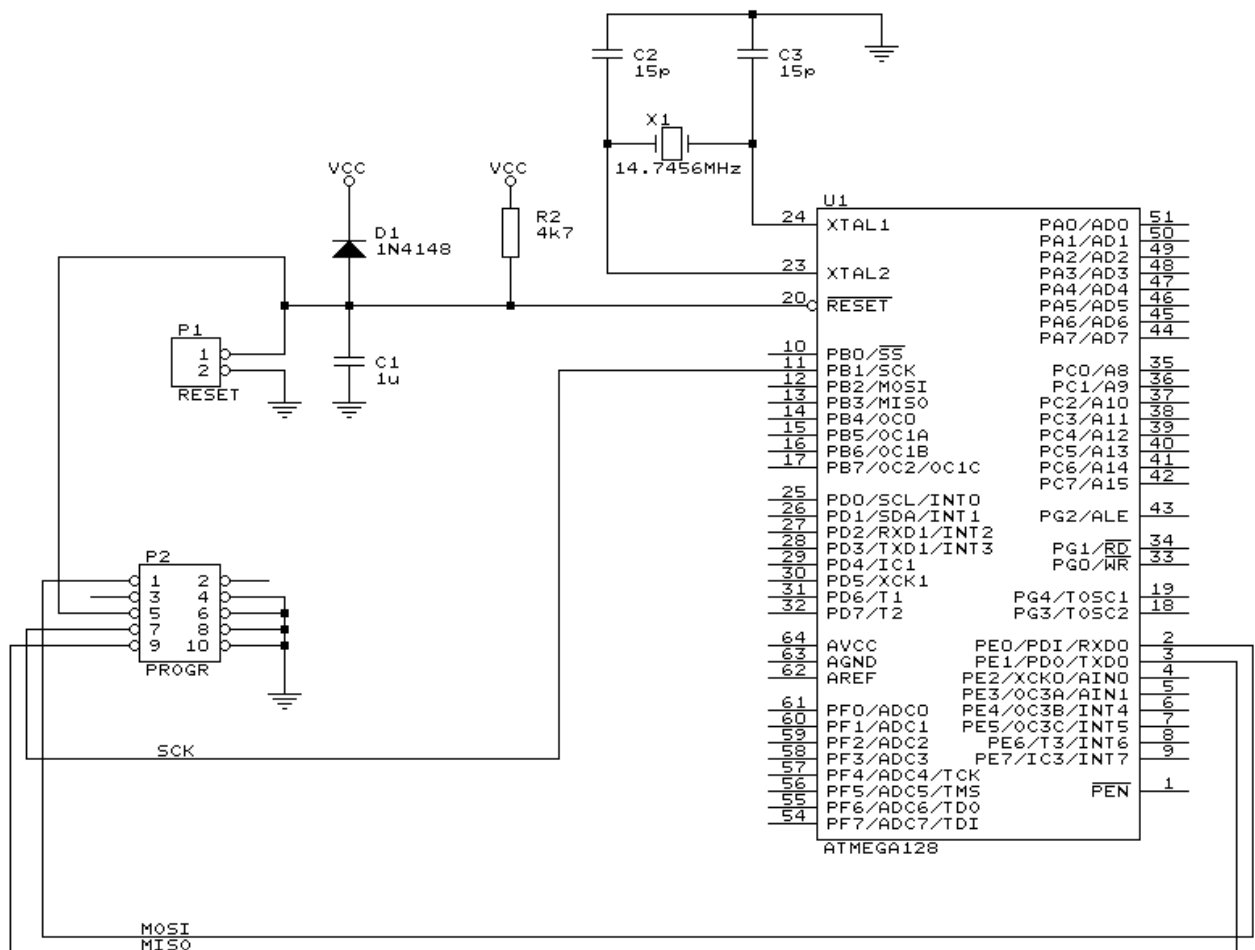 C2
15p
C3
15p
X1
14.7456MHz
VCC
VCC
D1
1N4148
R2
4k7
P1
1
2
RESET
C1
1u
U1
24 XTAL1
23 XTAL2
20 RESET
10 PB0/SS
11 PB1/SCK
12 PB2/MOSI
13 PB3/MISO
14 PB4/OC0
15 PB5/OC1A
16 PB6/OC1B
17 PB7/OC2/OC1C
25 PD0/SCL/INT0
26 PD1/SDA/INT1
27 PD2/RXD1/INT2
28 PD3/TXD1/INT3
29 PD4/IC1
30 PD5/XCK1
31 PD6/T1
32 PD7/T2
64 AVCC
63 AGND
62 AREF
61 PF0/ADC0
60 PF1/ADC1
59 PF2/ADC2
58 PF3/ADC3
57 PF4/ADC4/TCK
56 PF5/ADC5/TMS
55 PF6/ADC6/TDO
54 PF7/ADC7/TDI
PA0/AD0 51
PA1/AD1 50
PA2/AD2 49
PA3/AD3 48
PA4/AD4 47
PA5/AD5 46
PA6/AD6 45
PA7/AD7 44
PC0/A8 35
PC1/A9 36
PC2/A10 37
PC3/A11 38
PC4/A12 39
PC5/A13 40
PC6/A14 41
PC7/A15 42
PG2/ALE 43
PG1/RD 34
PG0/WR 33
PG4/TOSC1 19
PG3/TOSC2 18
PE0/PDI/RXD0 2
PE1/PDO/TXD0 3
PE2/XCK0/AIN0 4
PE3/OC3A/AIN1 5
PE4/OC3B/INT4 6
PE5/OC3C/INT5 7
PE6/T3/INT6 8
PE7/IC3/INT7 9
PEN 1
ATMEGA128
P2
1 2
3 4
5 6
7 8
9 10
PROGR
SCK
MOSI
MISO